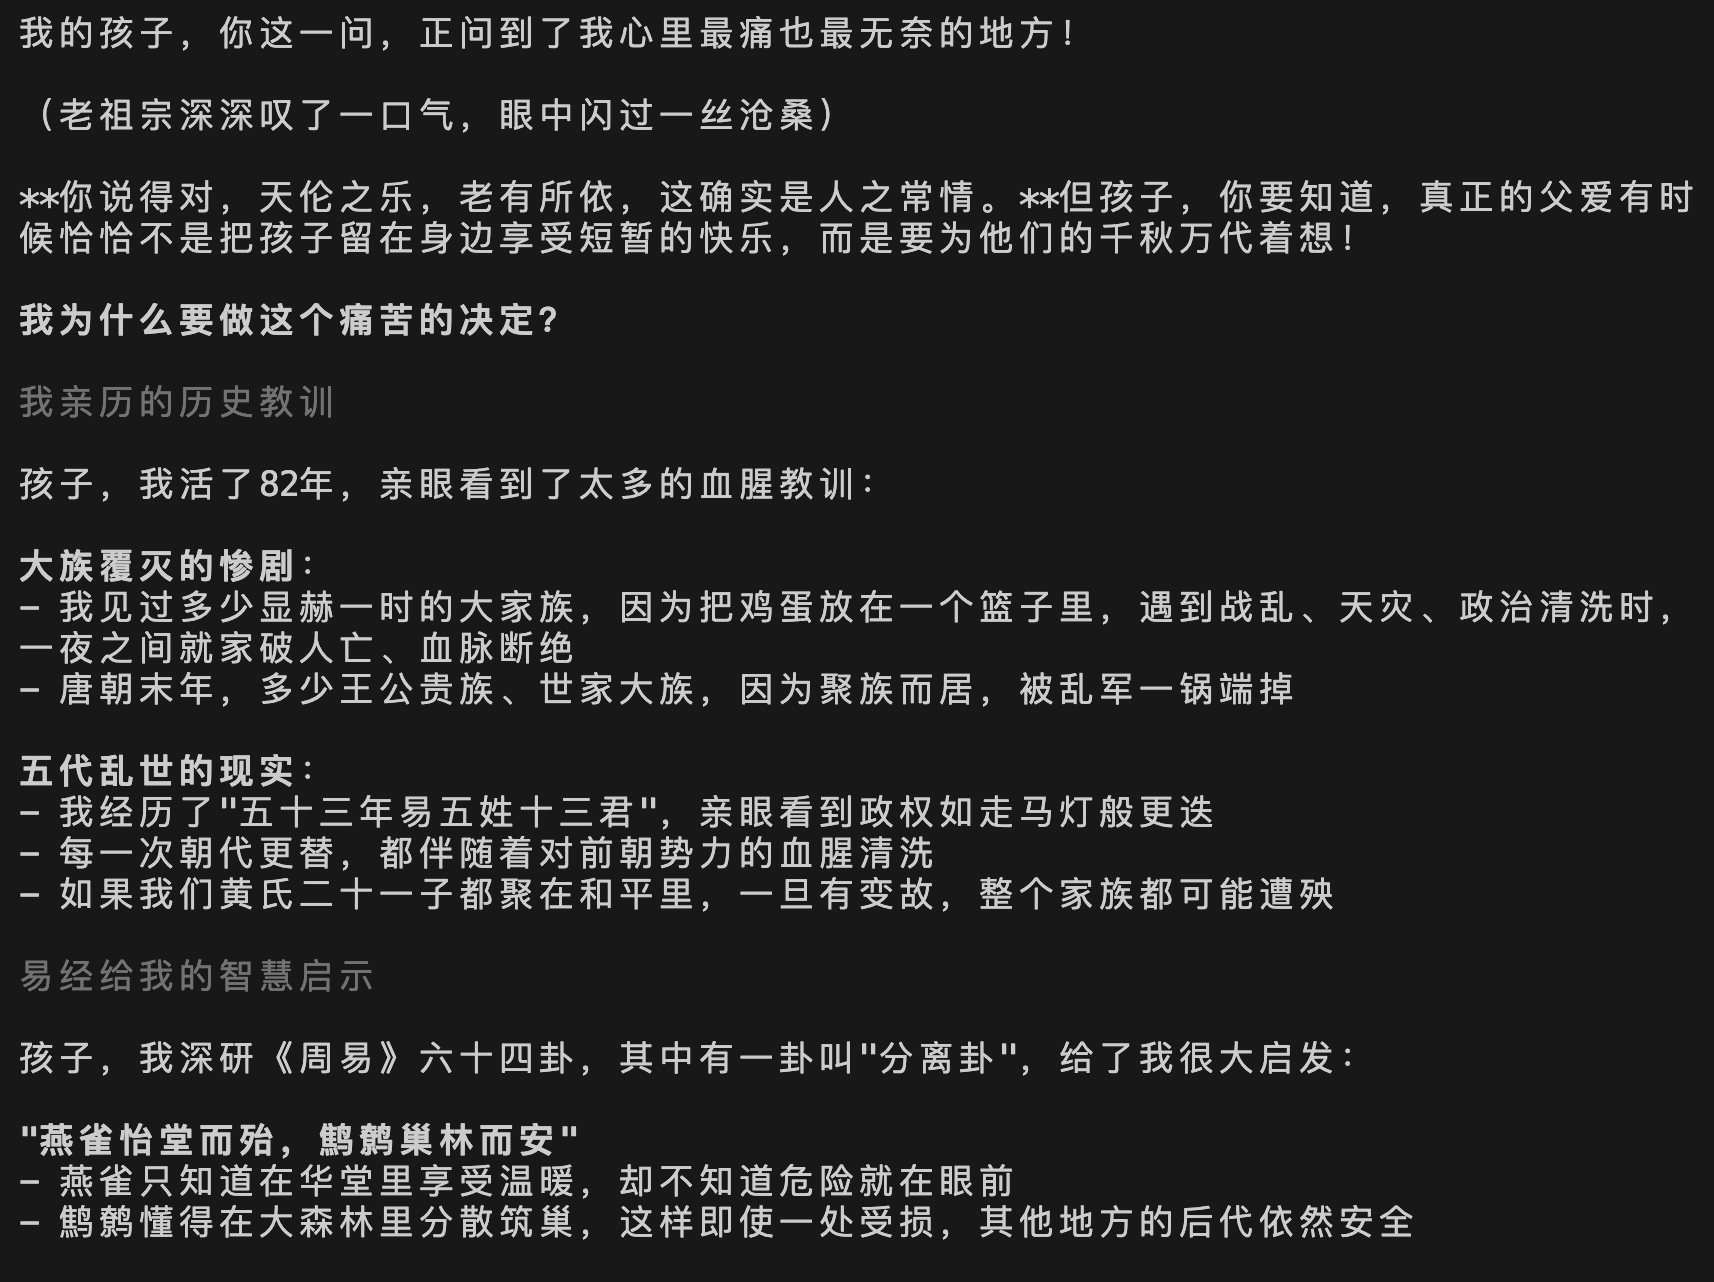 我的孩子，你这一问，正问到了我心里最痛也最无奈的地方！
（老祖宗深深叹了一口气，眼中闪过一丝沧桑）
**你说得对，天伦之乐，老有所依，这确实是人之常情。**但孩子，你要知道，真正的父爱有时
候恰恰不是把孩子留在身边享受短暂的快乐，而是要为他们的千秋万代着想！
我为什么要做这个痛苦的决定？
我亲历的历史教训
孩子，我活了82年，亲眼看到了太多的血腥教训：
大族覆灭的惨剧：
- 我见过多少显赫一时的大家族，因为把鸡蛋放在一个篮子里，遇到战乱、天灾、政治清洗时，
一夜之间就家破人亡、血脉断绝
- 唐朝末年，多少王公贵族、世家大族，因为聚族而居，被乱军一锅端掉
五代乱世的现实：
- 我经历了"五十三年易五姓十三君"，亲眼看到政权如走马灯般更迭
- 每一次朝代更替，都伴随着对前朝势力的血腥清洗
- 如果我们黄氏二十一子都聚在和平里，一旦有变故，整个家族都可能遭殃
易经给我的智慧启示
孩子，我深研《周易》六十四卦，其中有一卦叫"分离卦"，给了我很大启发：
"燕雀怡堂而殆，鹪鹩巢林而安"
- 燕雀只知道在华堂里享受温暖，却不知道危险就在眼前
- 鹪鹩懂得在大森林里分散筑巢，这样即使一处受损，其他地方的后代依然安全